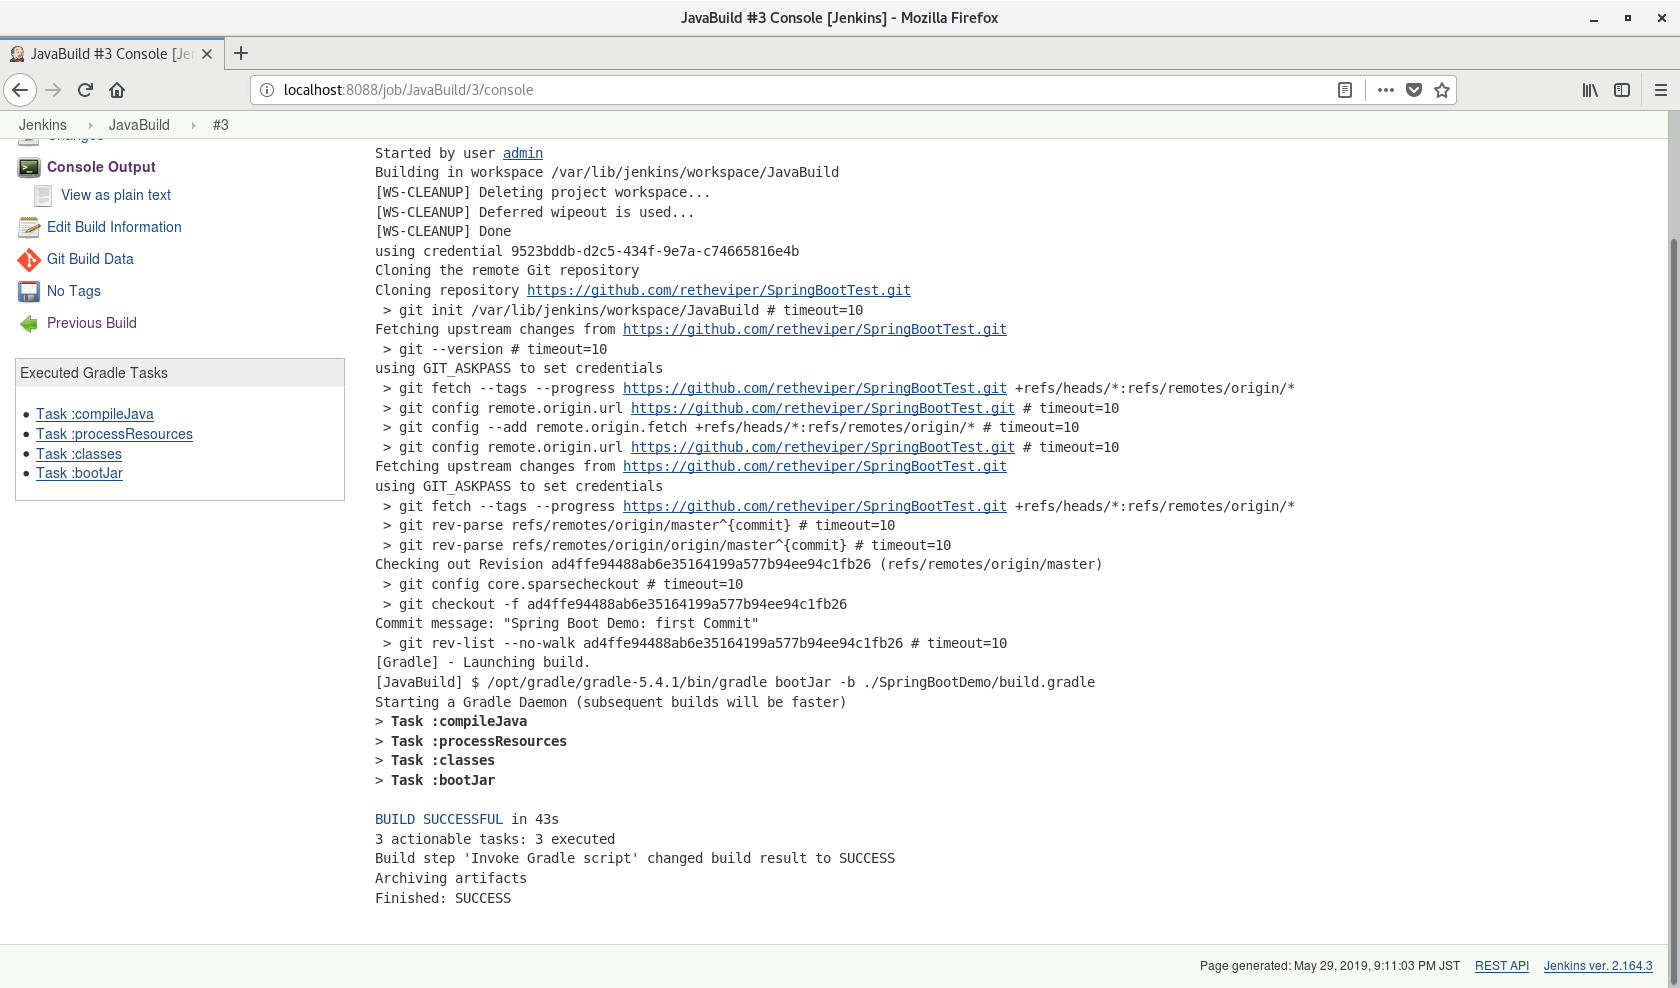 JavaBuild #3 Console [Jenkins] - Mozilla Firefox
JavaBuild #3 Console [Jer
localhost:8088/job/JavaBuild/3/console
Jenkins JavaBuild #3
Changes
Console Output
View as plain text
Edit Build Information
Git Build Data
No Tags
Previous Build
Executed Gradle Tasks
Task :compileJava
Task :processResources
Task :classes
Task :bootJar
Started by user admin
Building in workspace /var/lib/jenkins/workspace/JavaBuild
[WS-CLEANUP] Deleting project workspace...
[WS-CLEANUP] Deferred wipeout is used...
[WS-CLEANUP] Done
using credential 9523bddb-d2c5-434f-9e7a-c74665816e4b
Cloning the remote Git repository
Cloning repository https://github.com/retheviper/SpringBootTest.git
> git init /var/lib/jenkins/workspace/JavaBuild # timeout=10
Fetching upstream changes from https://github.com/retheviper/SpringBootTest.git
> git --version # timeout=10
using GIT_ASKPASS to set credentials
> git fetch --tags --progress https://github.com/retheviper/SpringBootTest.git +refs/heads/*:refs/remotes/origin/*
> git config remote.origin.url https://github.com/retheviper/SpringBootTest.git # timeout=10
> git config --add remote.origin.fetch +refs/heads/*:refs/remotes/origin/* # timeout=10
> git config remote.origin.url https://github.com/retheviper/SpringBootTest.git # timeout=10
Fetching upstream changes from https://github.com/retheviper/SpringBootTest.git
using GIT_ASKPASS to set credentials
> git fetch --tags --progress https://github.com/retheviper/SpringBootTest.git +refs/heads/*:refs/remotes/origin/*
> git rev-parse refs/remotes/origin/master^{commit} # timeout=10
> git rev-parse refs/remotes/origin/origin/master^{commit} # timeout=10
Checking out Revision ad4ffe94488ab6e35164199a577b94ee94c1fb26 (refs/remotes/origin/master)
> git config core.sparsecheckout # timeout=10
> git checkout -f ad4ffe94488ab6e35164199a577b94ee94c1fb26
Commit message: "Spring Boot Demo: first Commit"
> git rev-list --no-walk ad4ffe94488ab6e35164199a577b94ee94c1fb26 # timeout=10
[Gradle] - Launching build.
[JavaBuild] $ /opt/gradle/gradle-5.4.1/bin/gradle bootJar -b ./SpringBootDemo/build.gradle
Starting a Gradle Daemon (subsequent builds will be faster)
> Task :compileJava
> Task :processResources
> Task :classes
> Task :bootJar
BUILD SUCCESSFUL in 43s
3 actionable tasks: 3 executed
Build step 'Invoke Gradle script' changed build result to SUCCESS
Archiving artifacts
Finished: SUCCESS
Page generated: May 29, 2019, 9:11:03 PM JST REST API Jenkins ver. 2.164.3